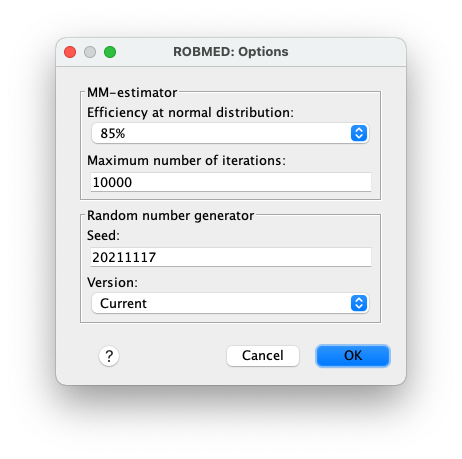 ROBMED: Options
MM-estimator
Efficiency at normal distribution:
85%
Maximum number of iterations:
10000
Random number generator
Seed:
20211117
Version:
Current
? Cancel OK